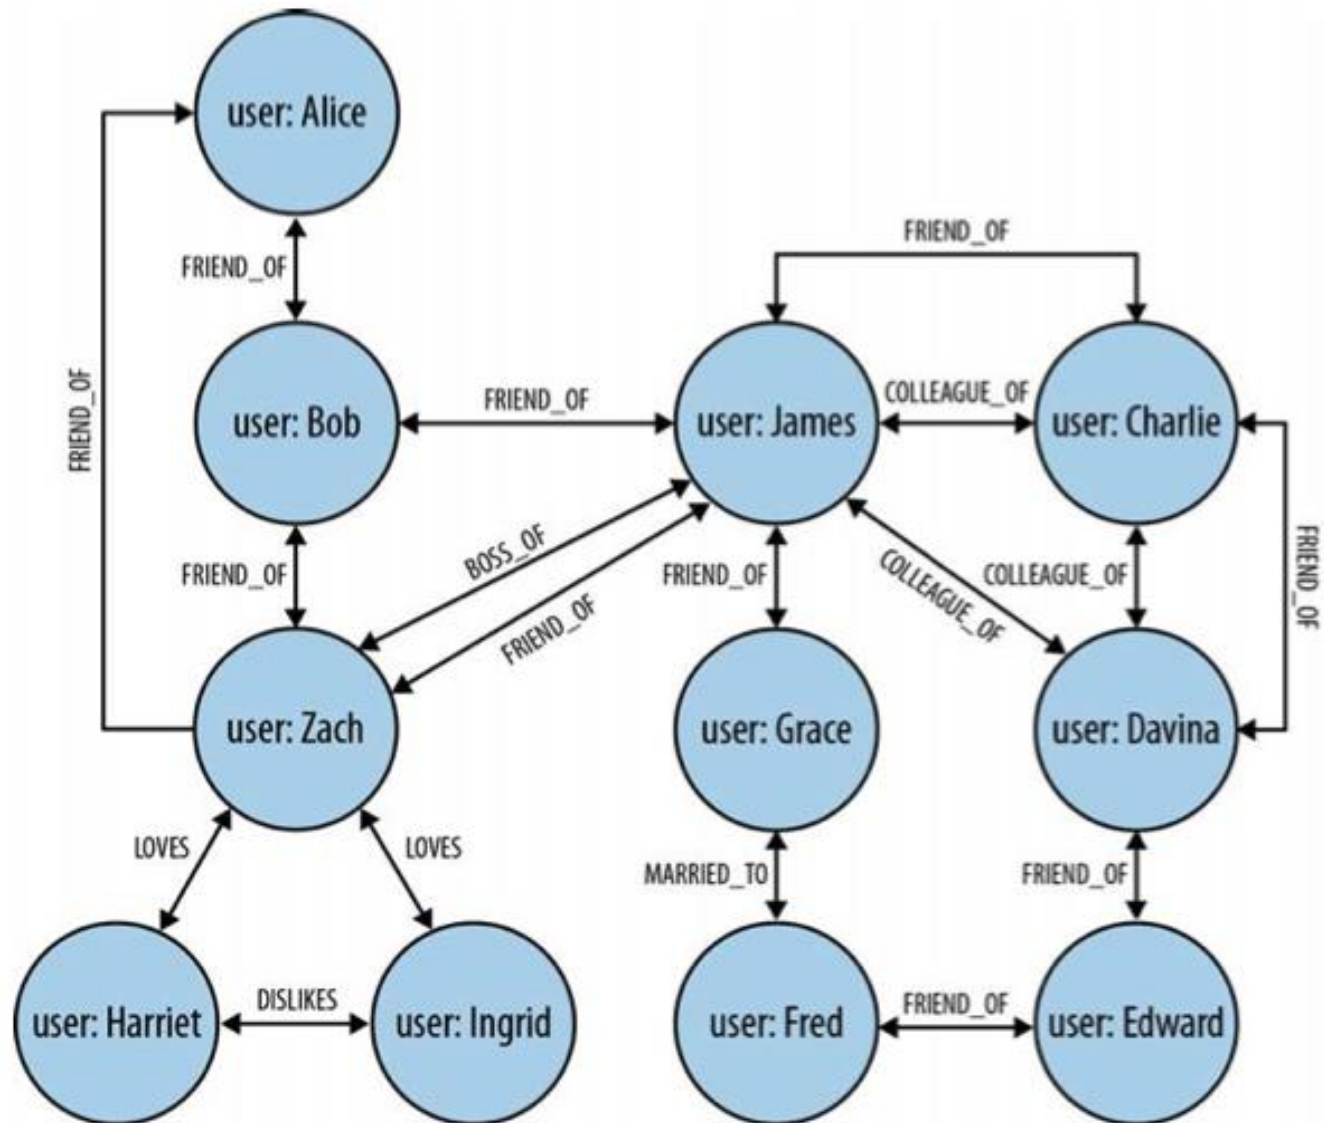 user: Alice
FRIEND_OF
FRIEND_OF
FRIEND_OF
FRIEND_OF
user: Bob
FRIEND_OF
user: James
COLLEAGUE_OF
user: Charlie
FRIEND_OF
BOSS_OF
FRIEND_OF
FRIEND_OF
COLLEAGUE_OF
COLLEAGUE_OF
FRIEND_OF
user: Zach
user: Grace
user: Davina
LOVES
LOVES
MARRIED_TO
FRIEND_OF
user: Harriet
DISLIKES
user: Ingrid
user: Fred
FRIEND_OF
user: Edward